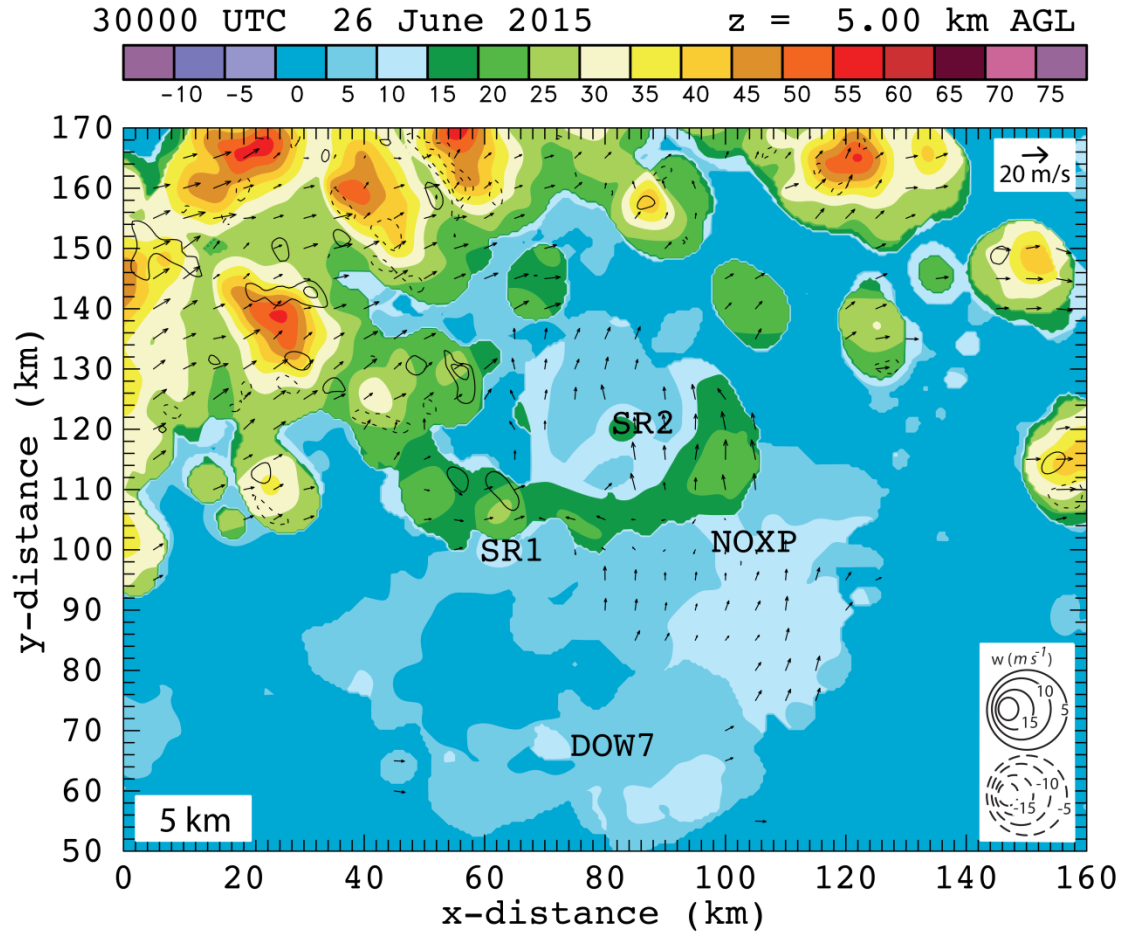 30000 UTC 26 June 2015 z = 5.00 km AGL
-10 -5 0 5 10 15 20 25 30 35 40 45 50 55 60 65 70 75
170
160
150
140
130
120
110
100
90
80
70
60
50
y-distance (km)
20 m/s
SR2
SR1
NOXP
DOW7
w (m s-1)
10
5
15
-10
-15
-5
5 km
0 20 40 60 80 100 120 140 160
x-distance (km)